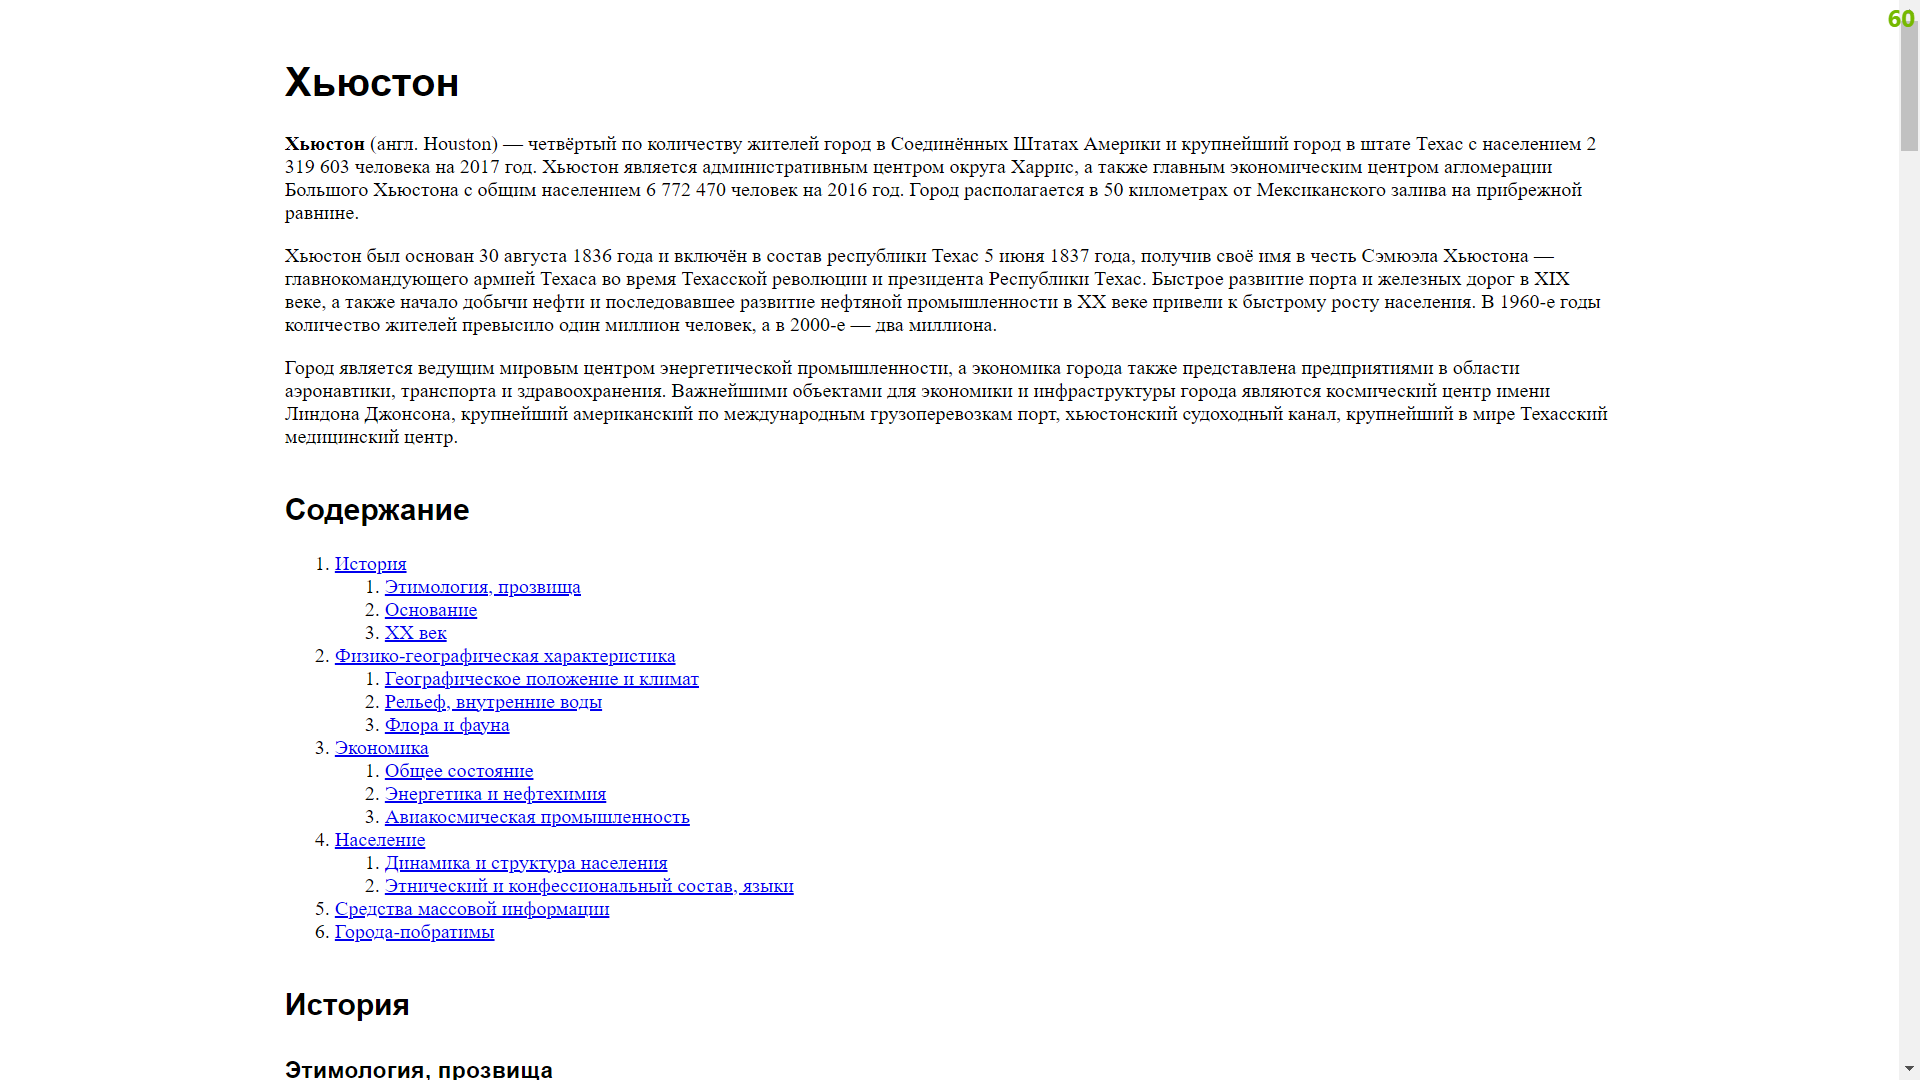 60
Хьюстон
Хьюстон (англ. Houston) — четвёртый по количеству жителей город в Соединённых Штатах Америки и крупнейший город в штате Техас с населением 2
319 603 человека на 2017 год. Хьюстон является административным центром округа Харрис, а также главным экономическим центром агломерации
Большого Хьюстона с общим населением 6 772 470 человек на 2016 год. Город располагается в 50 километрах от Мексиканского залива на прибрежной
равнине.
Хьюстон был основан 30 августа 1836 года и включён в состав республики Техас 5 июня 1837 года, получив своё имя в честь Сэмюэла Хьюстона —
главнокомандующего армией Техаса во время Техасской революции и президента Республики Техас. Быстрое развитие порта и железных дорог в XIX
веке, а также начало добычи нефти и последовавшее развитие нефтяной промышленности в XX веке привели к быстрому росту населения. В 1960-е годы
количество жителей превысило один миллион человек, а в 2000-е — два миллиона.
Город является ведущим мировым центром энергетической промышленности, а экономика города также представлена предприятиями в области
аэронавтики, транспорта и здравоохранения. Важнейшими объектами для экономики и инфраструктуры города являются космический центр имени
Линдона Джонсона, крупнейший американский по международным грузоперевозкам порт, хьюстонский судоходный канал, крупнейший в мире Техасский
медицинский центр.
Содержание
1. История
1. Этимология, прозвища
2. Основание
3. XX век
2. Физико-географическая характеристика
1. Географическое положение и климат
2. Рельеф, внутренние воды
3. Флора и фауна
3. Экономика
1. Общее состояние
2. Энергетика и нефтехимия
3. Авиакосмическая промышленность
4. Население
1. Динамика и структура населения
2. Этнический и конфессиональный состав, языки
5. Средства массовой информации
6. Города-побратимы
История
Этимология, прозвища